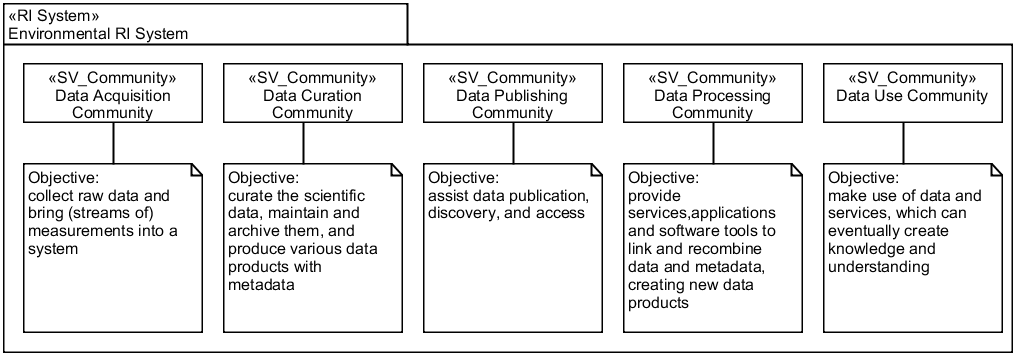 «RI System»
Environmental RI System
«SV_Community»
Data Acquisition
Community
«SV_Community»
Data Curation
Community
«SV_Community»
Data Publishing
Community
«SV_Community»
Data Processing
Community
«SV_Community»
Data Use Community
Objective:
collect raw data and
bring (streams of)
measurements into a
system
Objective:
curate the scientific
data, maintain and
archive them, and
produce various data
products with
metadata
Objective:
assist data publication,
discovery, and access
Objective:
provide
services,applications
and software tools to
link and recombine
data and metadata,
creating new data
products
Objective:
make use of data and
services, which can
eventually create
knowledge and
understanding